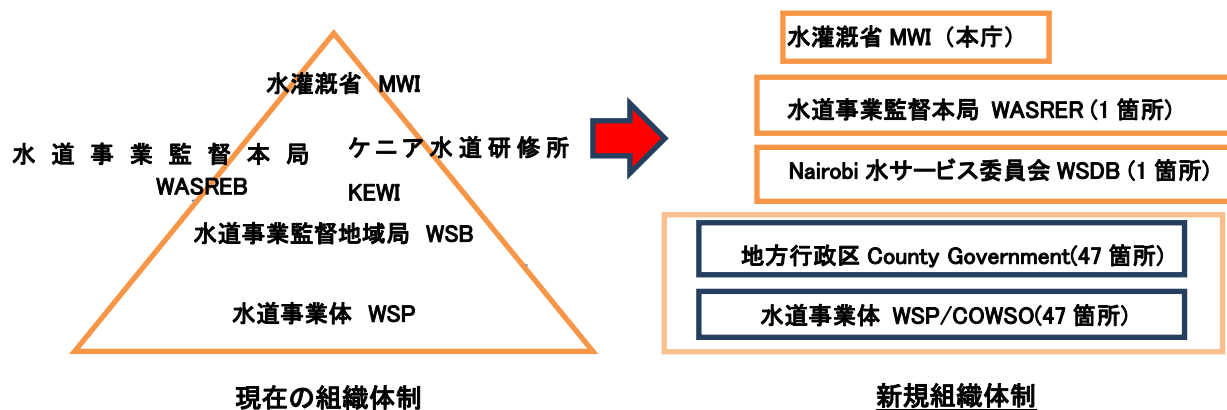 水灌漑省 MWI
水道事業監督本局
WASREB
ケニア水道研修所
KEWI
水道事業監督地域局 WSB
水道事業体 WSP
現在の組織体制
水灌漑省 MWI (本庁)
水道事業監督本局 WASRER (1 箇所)
Nairobi 水サービス委員会 WSDB (1 箇所)
地方行政区 County Government(47 箇所)
水道事業体 WSP/COWSO(47 箇所)
新規組織体制